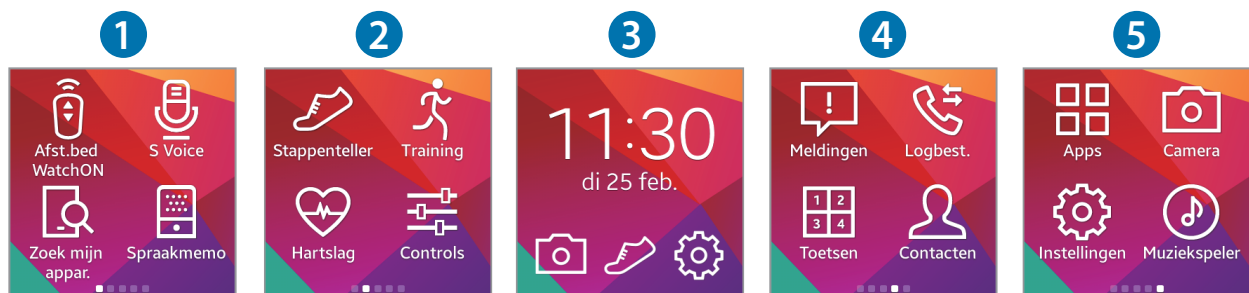 1
2
3
4
5
Afst.bed
WatchON
S Voice
Zoek mijn
appar.
Spraakmemo
Stappenteller
Training
Hartslag
Controls
11:30
di 25 feb.
!
Meldingen
Logbest.
1 2
3 4
Toetsen
Contacten
Apps
Camera
Instellingen
Muziekspeler